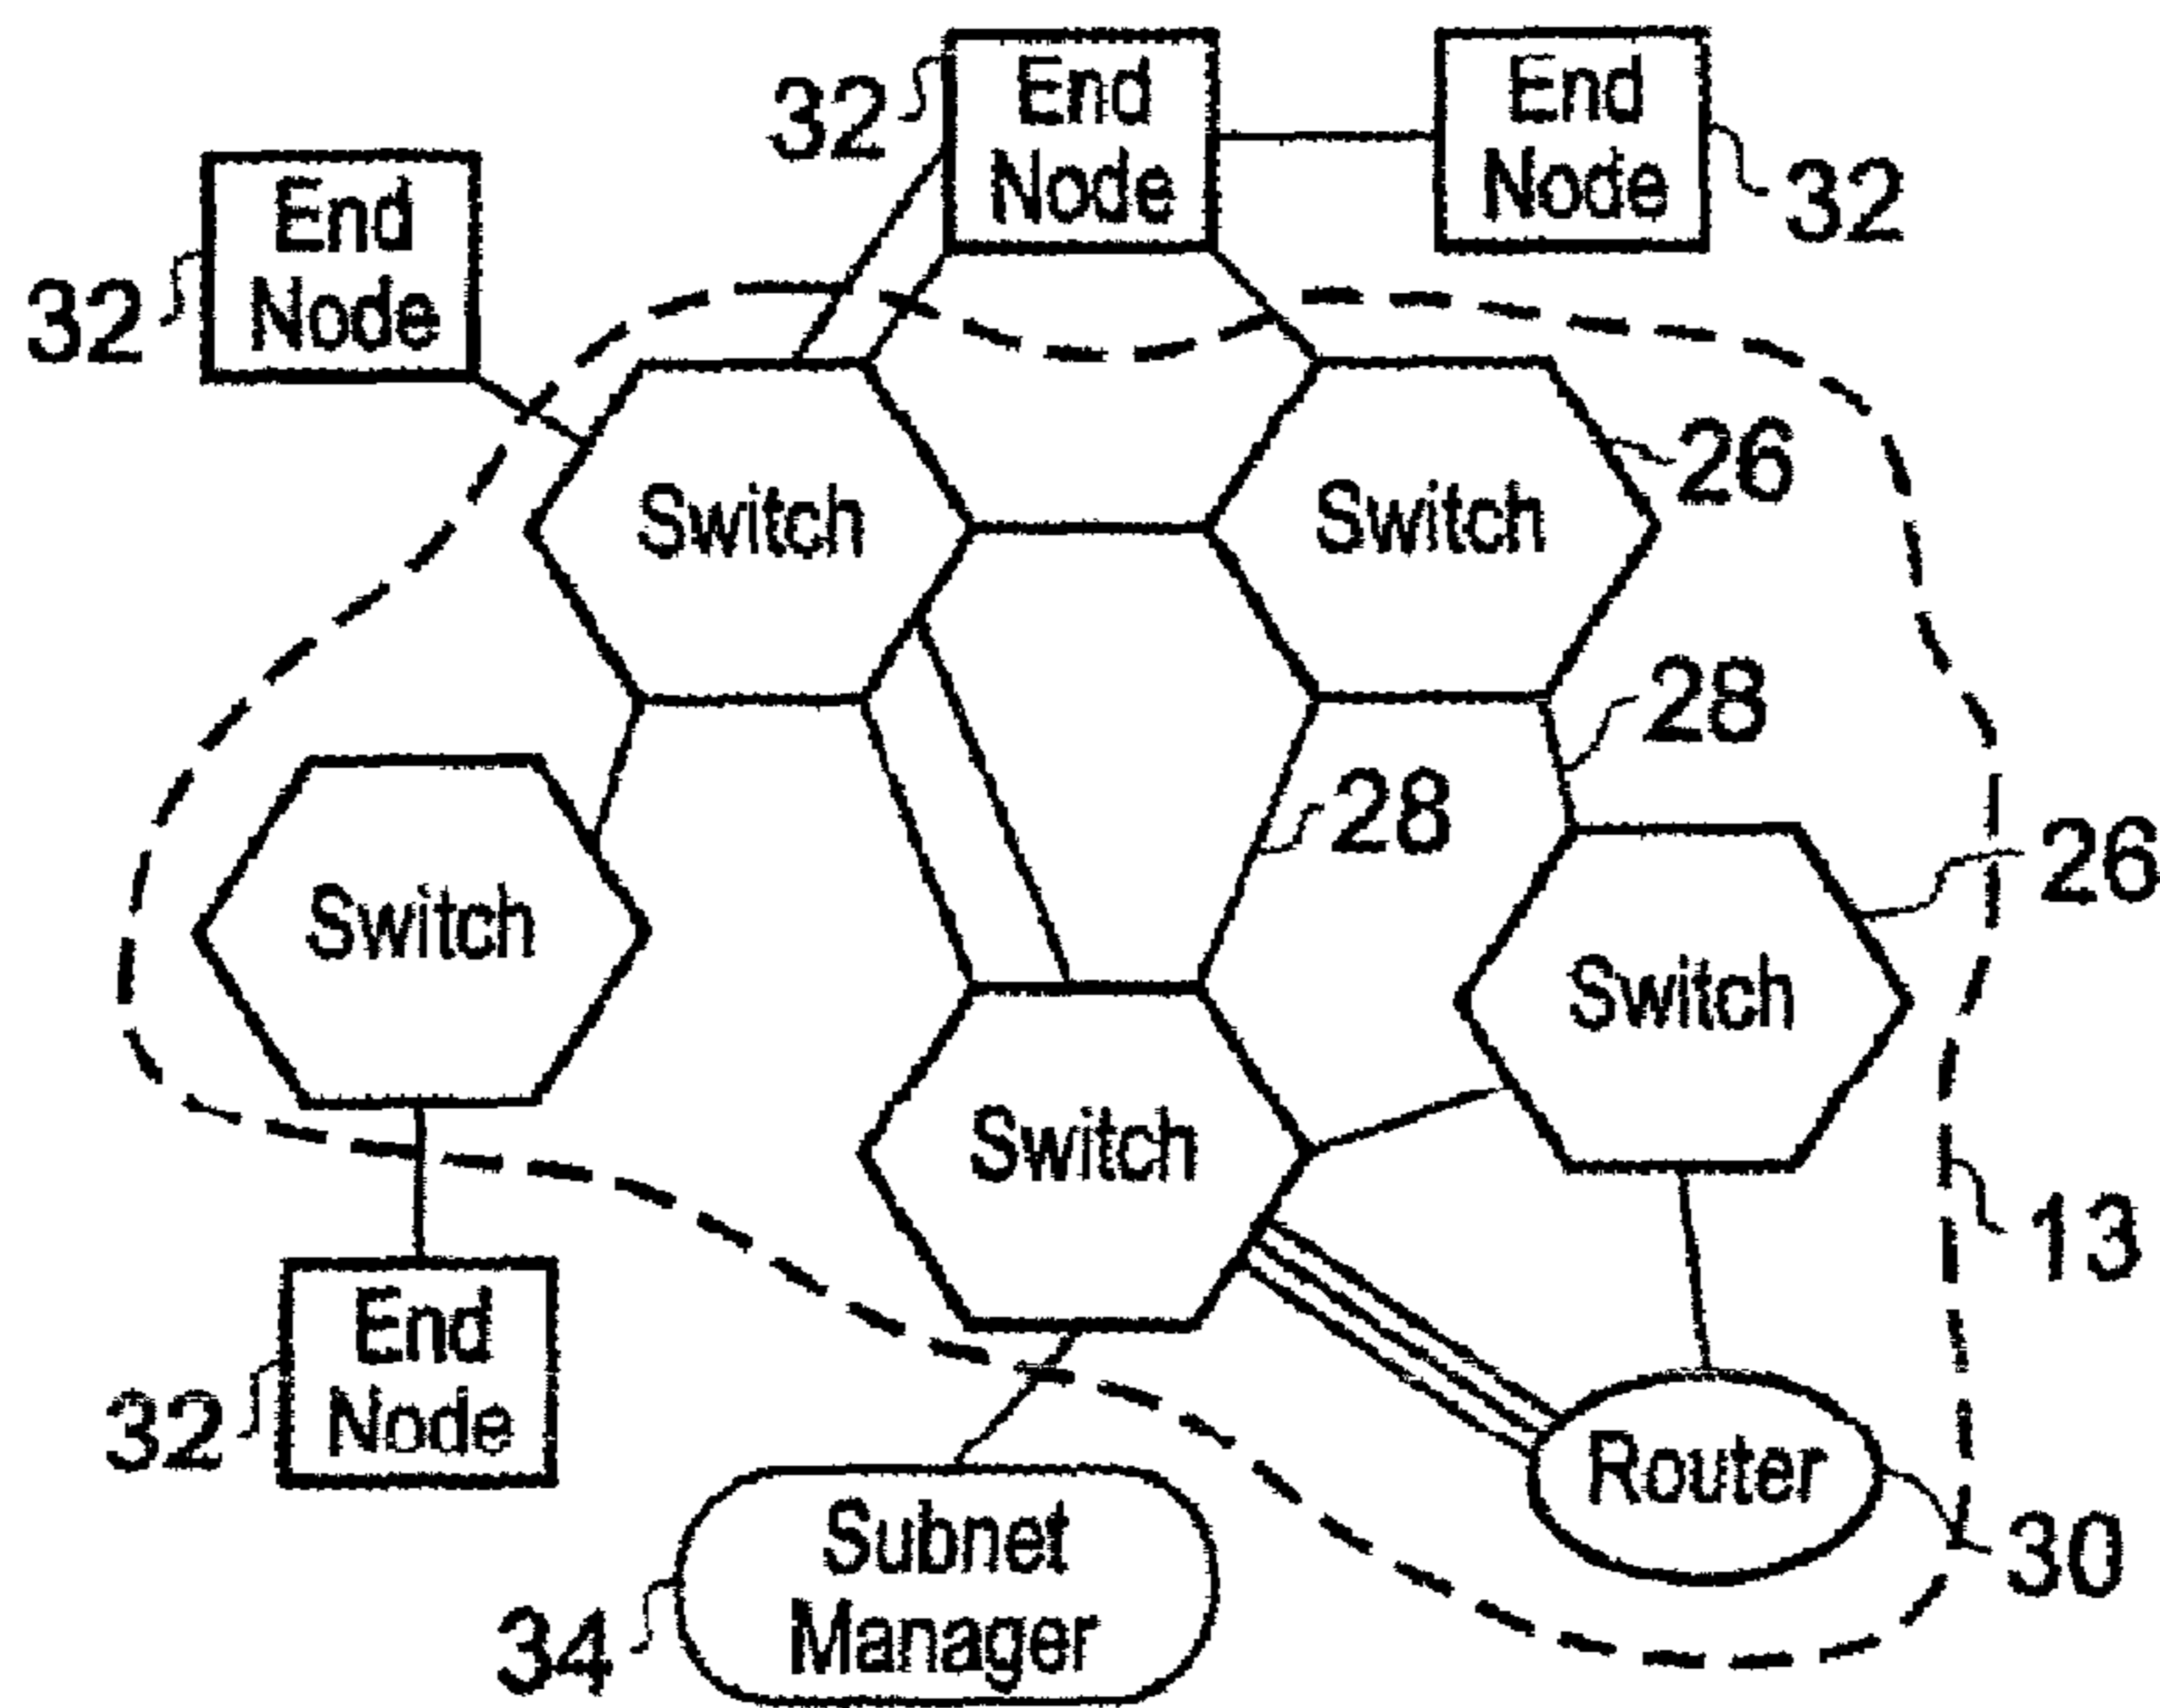 End
Node
32
End
Node
32
End
Node
32
Switch
Switch
26
28
28
Switch
26
Switch
Switch
13
End
Node
32
Router
30
Subnet
Manager
34